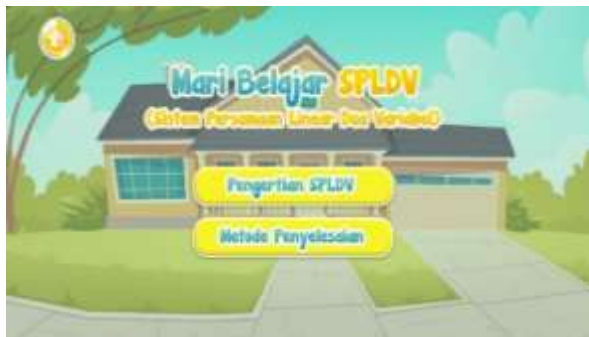 Mari Belajar SPLDV
(Sistem Persamaan Linear Dua Variabel)
Pengertian SPLDV
Metode Penyelesaian